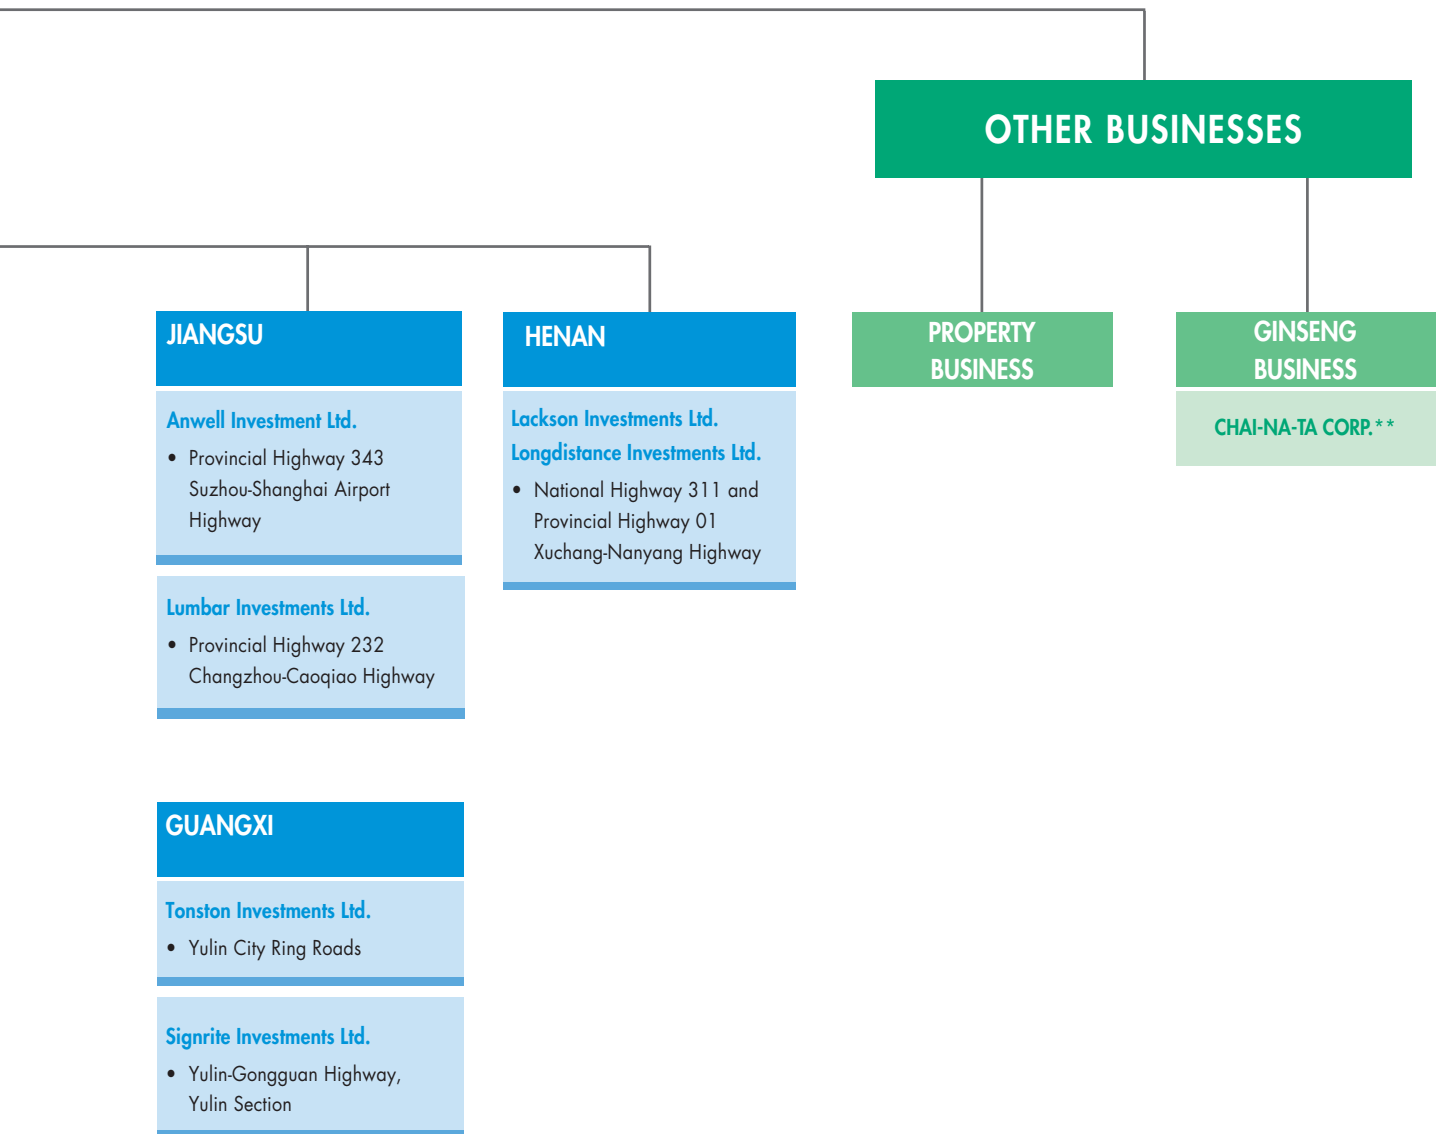 OTHER BUSINESSES
JIANGSU
Anwell Investment Ltd.
• Provincial Highway 343
Suzhou-Shanghai Airport
Highway
Lumbar Investments Ltd.
• Provincial Highway 232
Changzhou-Caoqiao Highway
HENAN
Lackson Investments Ltd.
Longdistance Investments Ltd.
• National Highway 311 and
Provincial Highway 01
Xuchang-Nanyang Highway
PROPERTY
BUSINESS
GINSENG
BUSINESS
CHAI-NA-TA CORP.**
GUANGXI
Tonston Investments Ltd.
• Yulin City Ring Roads
Signrite Investments Ltd.
• Yulin-Gongguan Highway,
Yulin Section